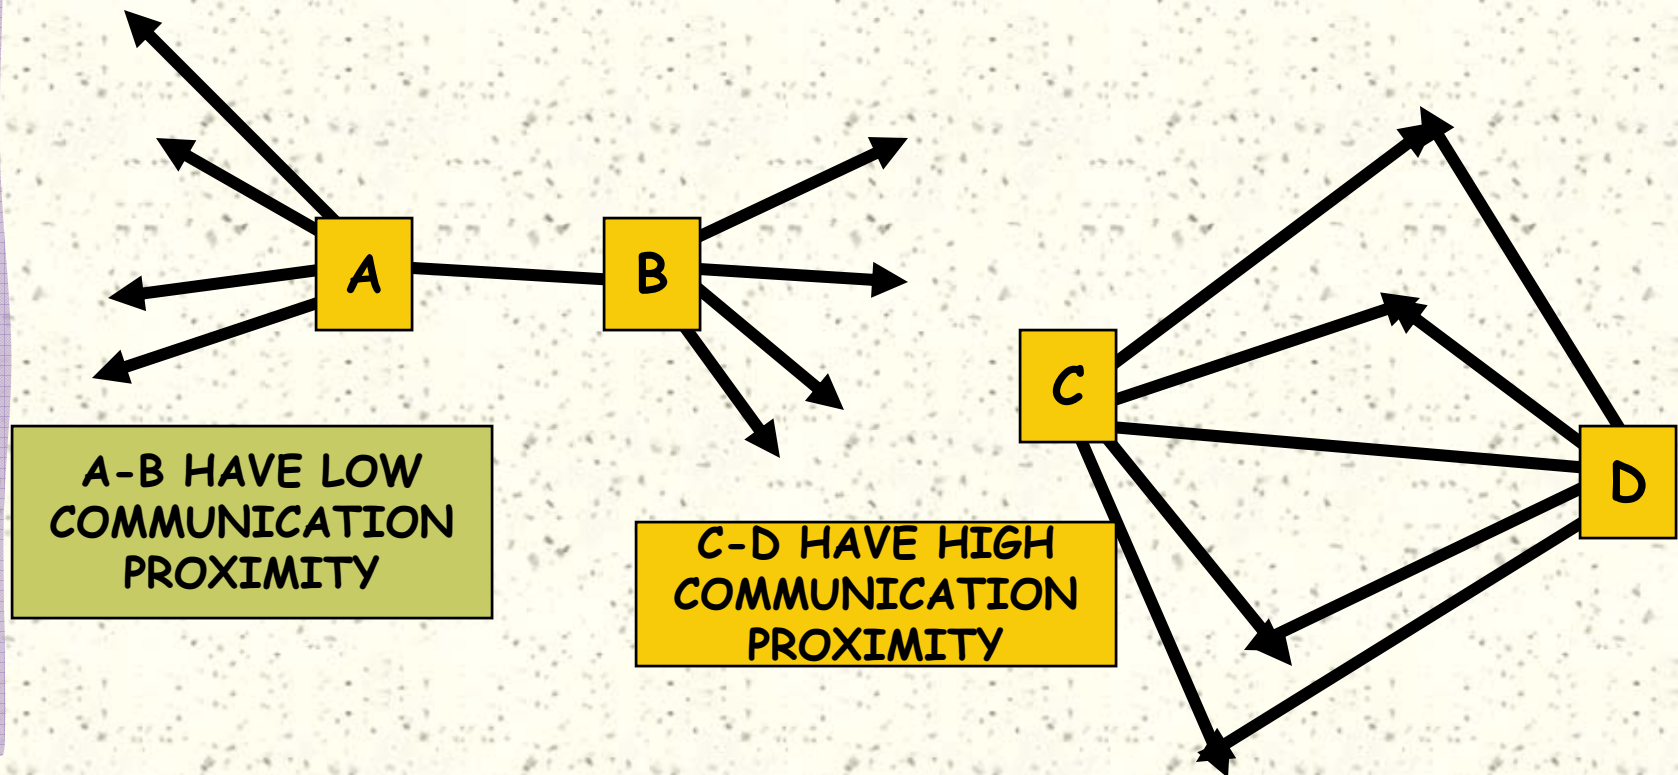 A
B
C
D
A-B HAVE LOW
COMMUNICATION
PROXIMITY
C-D HAVE HIGH
COMMUNICATION
PROXIMITY